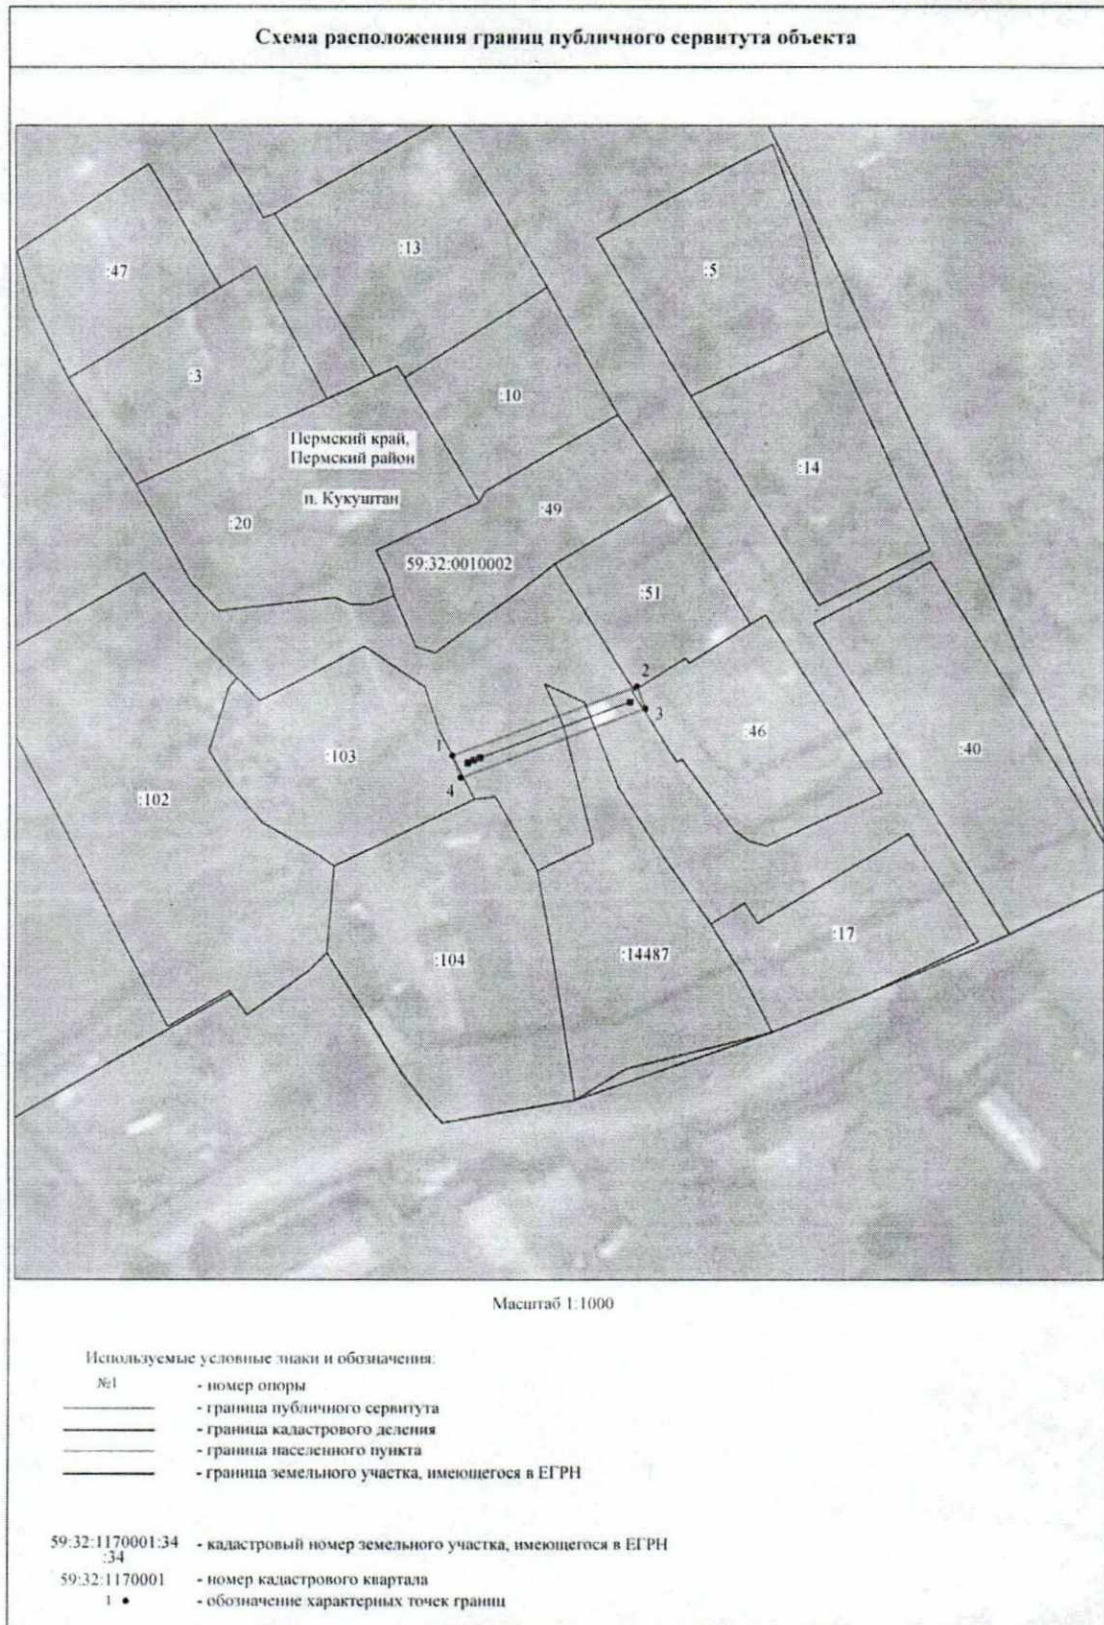 Схема расположения границ публичного сервитута объекта
:13
:47
:5
:3
:10
Пермский край,
Пермский район
:14
п. Кукуштан
:20
:49
59:32:0010002
:51
2
3
1
:46
:40
:103
4
:102
:17
:104
:14487
Масштаб 1:1000
Используемые условные знаки и обозначения:
№1 - номер опоры
- граница публичного сервитута
- граница кадастрового деления
- граница населенного пункта
- граница земельного участка, имеющегося в ЕГРН
59:32:1170001:34 - кадастровый номер земельного участка, имеющегося в ЕГРН
:34
59:32:1170001 - номер кадастрового квартала
1 ● - обозначение характерных точек границ